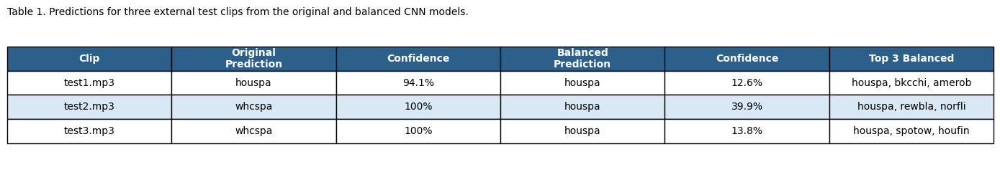 Table 1. Predictions for three external test clips from the original and balanced CNN models.
Clip Original Prediction Confidence Balanced Prediction Confidence Top 3 Balanced
test1.mp3 houspa 94.1% houspa 12.6% houspa, bkcchi, amerob
test2.mp3 whcspa 100% houspa 39.9% houspa, rewbla, norfli
test3.mp3 whcspa 100% houspa 13.8% houspa, spotow, houfin